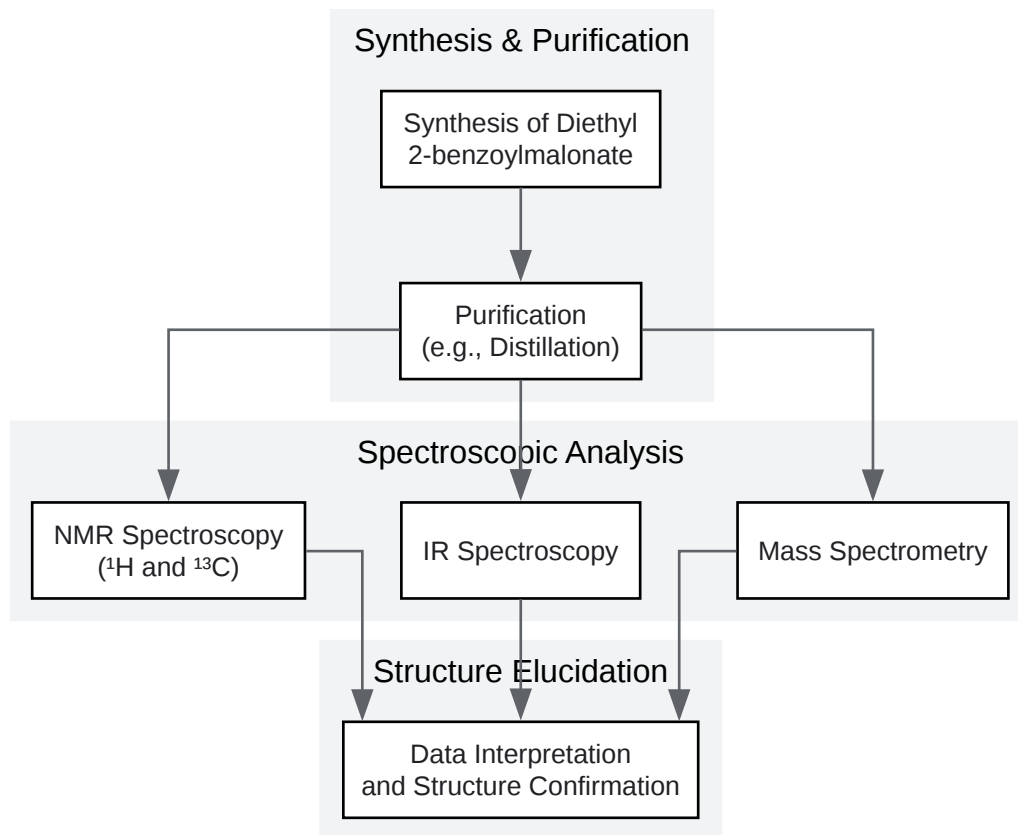 Synthesis & Purification
Synthesis of Diethyl
2-benzoylmalonate
Purification
(e.g., Distillation)
Spectroscopic Analysis
NMR Spectroscopy
(¹H and ¹³C)
IR Spectroscopy
Mass Spectrometry
Structure Elucidation
Data Interpretation
and Structure Confirmation